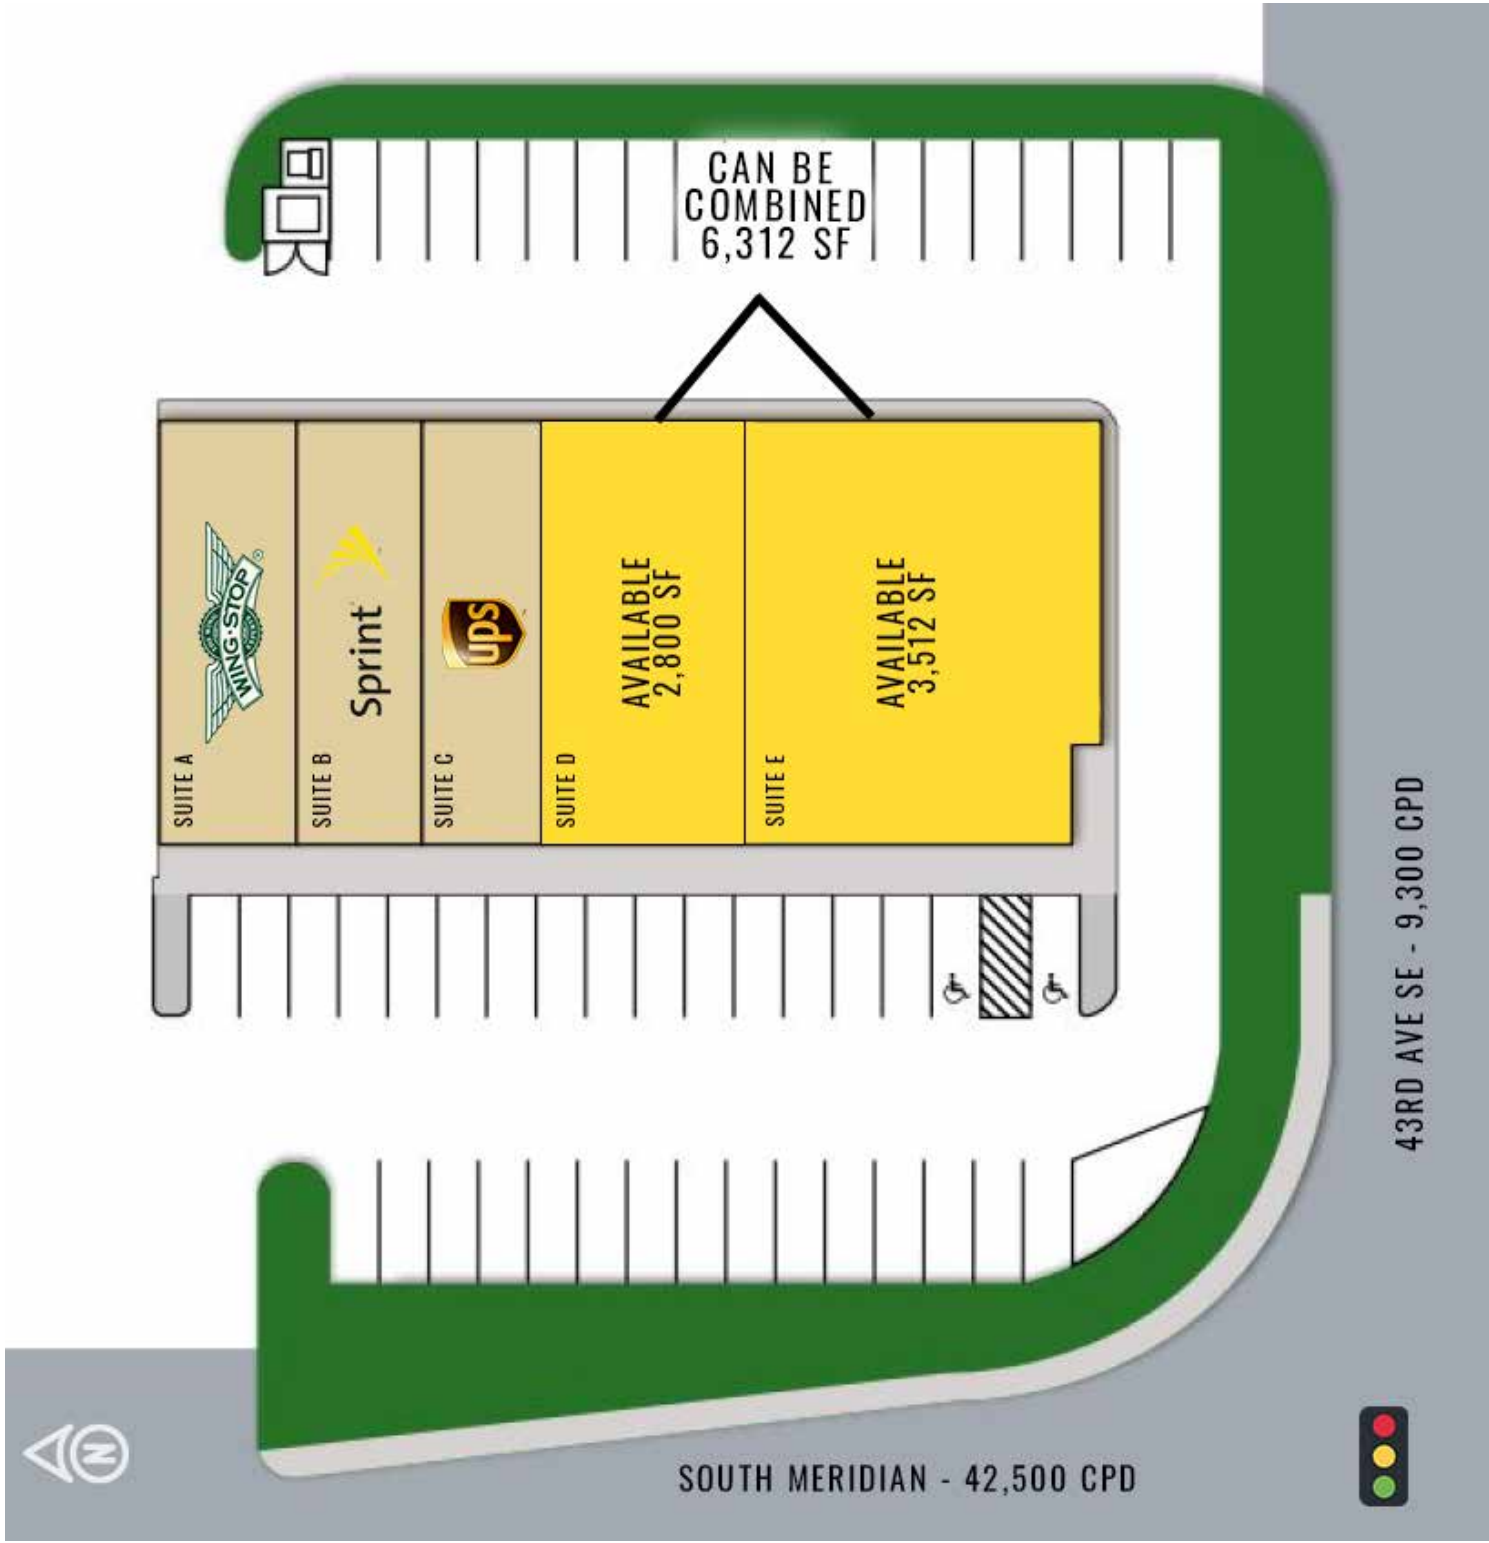 CAN BE
COMBINED
6,312 SF
WING·STOP
®
SUITE A
Sprint
SUITE B
ups
SUITE C
AVAILABLE
2,800 SF
SUITE D
AVAILABLE
3,512 SF
SUITE E
43RD AVE SE - 9,300 CPD
SOUTH MERIDIAN - 42,500 CPD
N